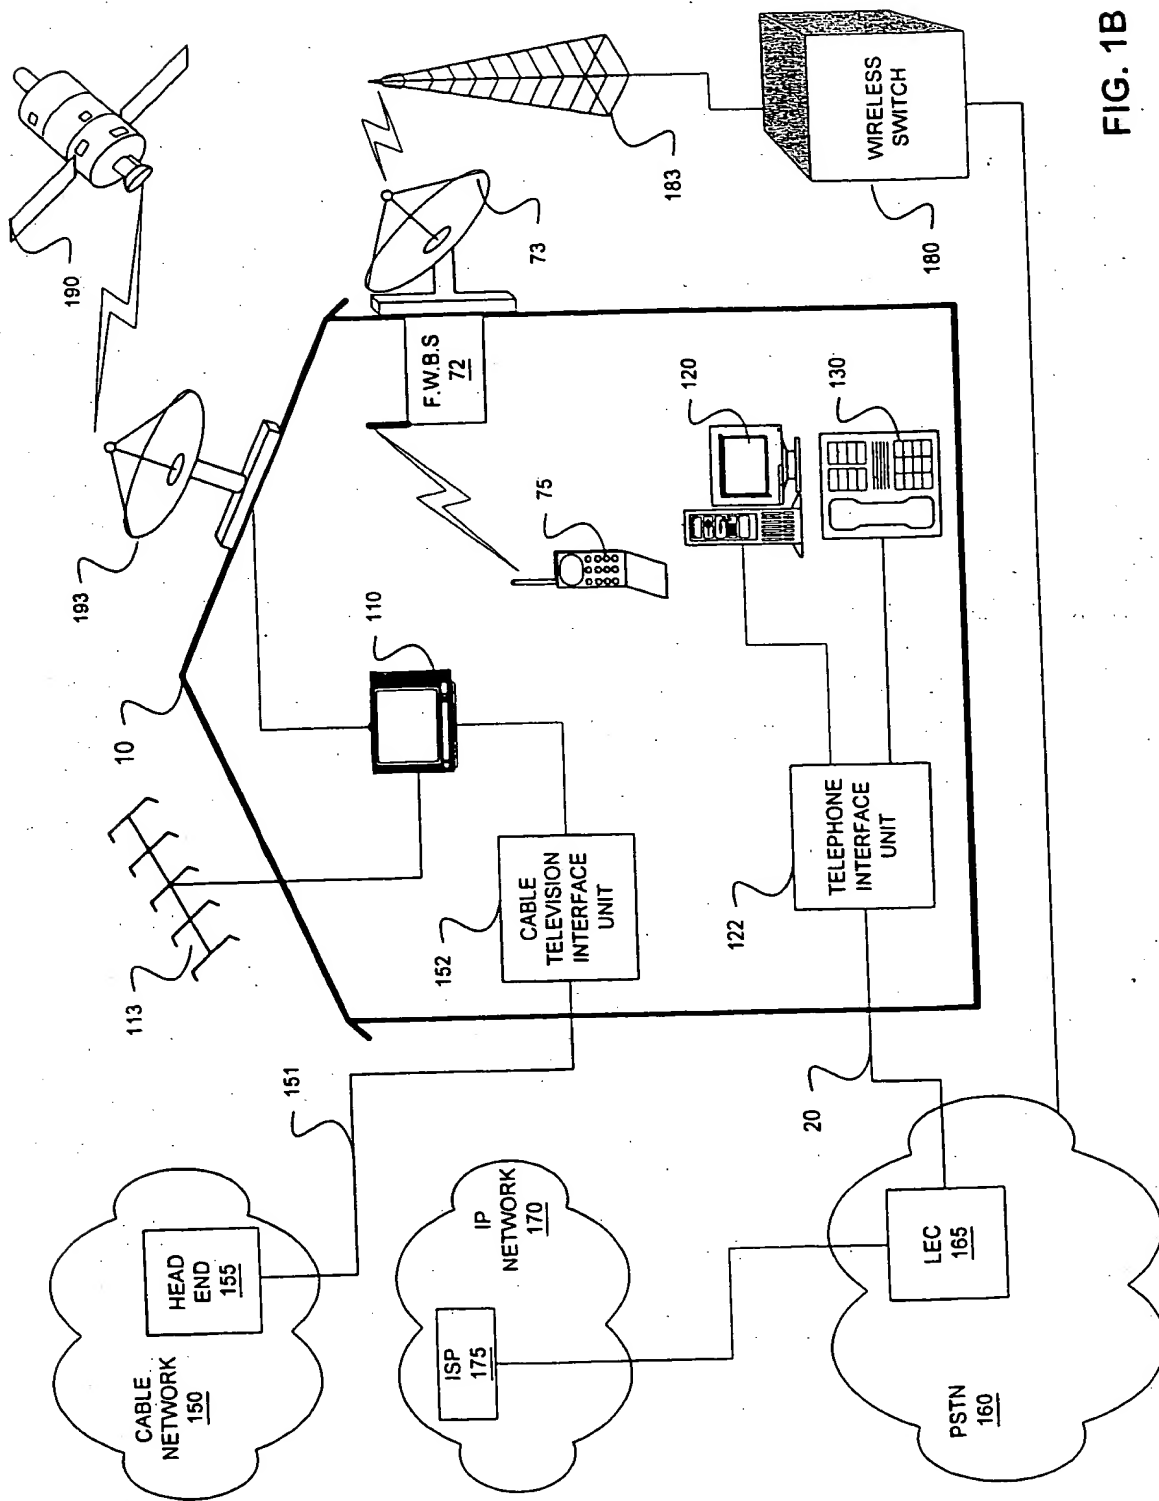 CABLE
NETWORK
150
HEAD
END
155
151
113
10
193
190
ISP
175
IP
NETWORK
170
152
CABLE
TELEVISION
INTERFACE
UNIT
110
75
F.W.B.S
72
73
183
PSTN
160
LEC
165
20
122
TELEPHONE
INTERFACE
UNIT
120
130
180
WIRELESS
SWITCH
FIG. 1B